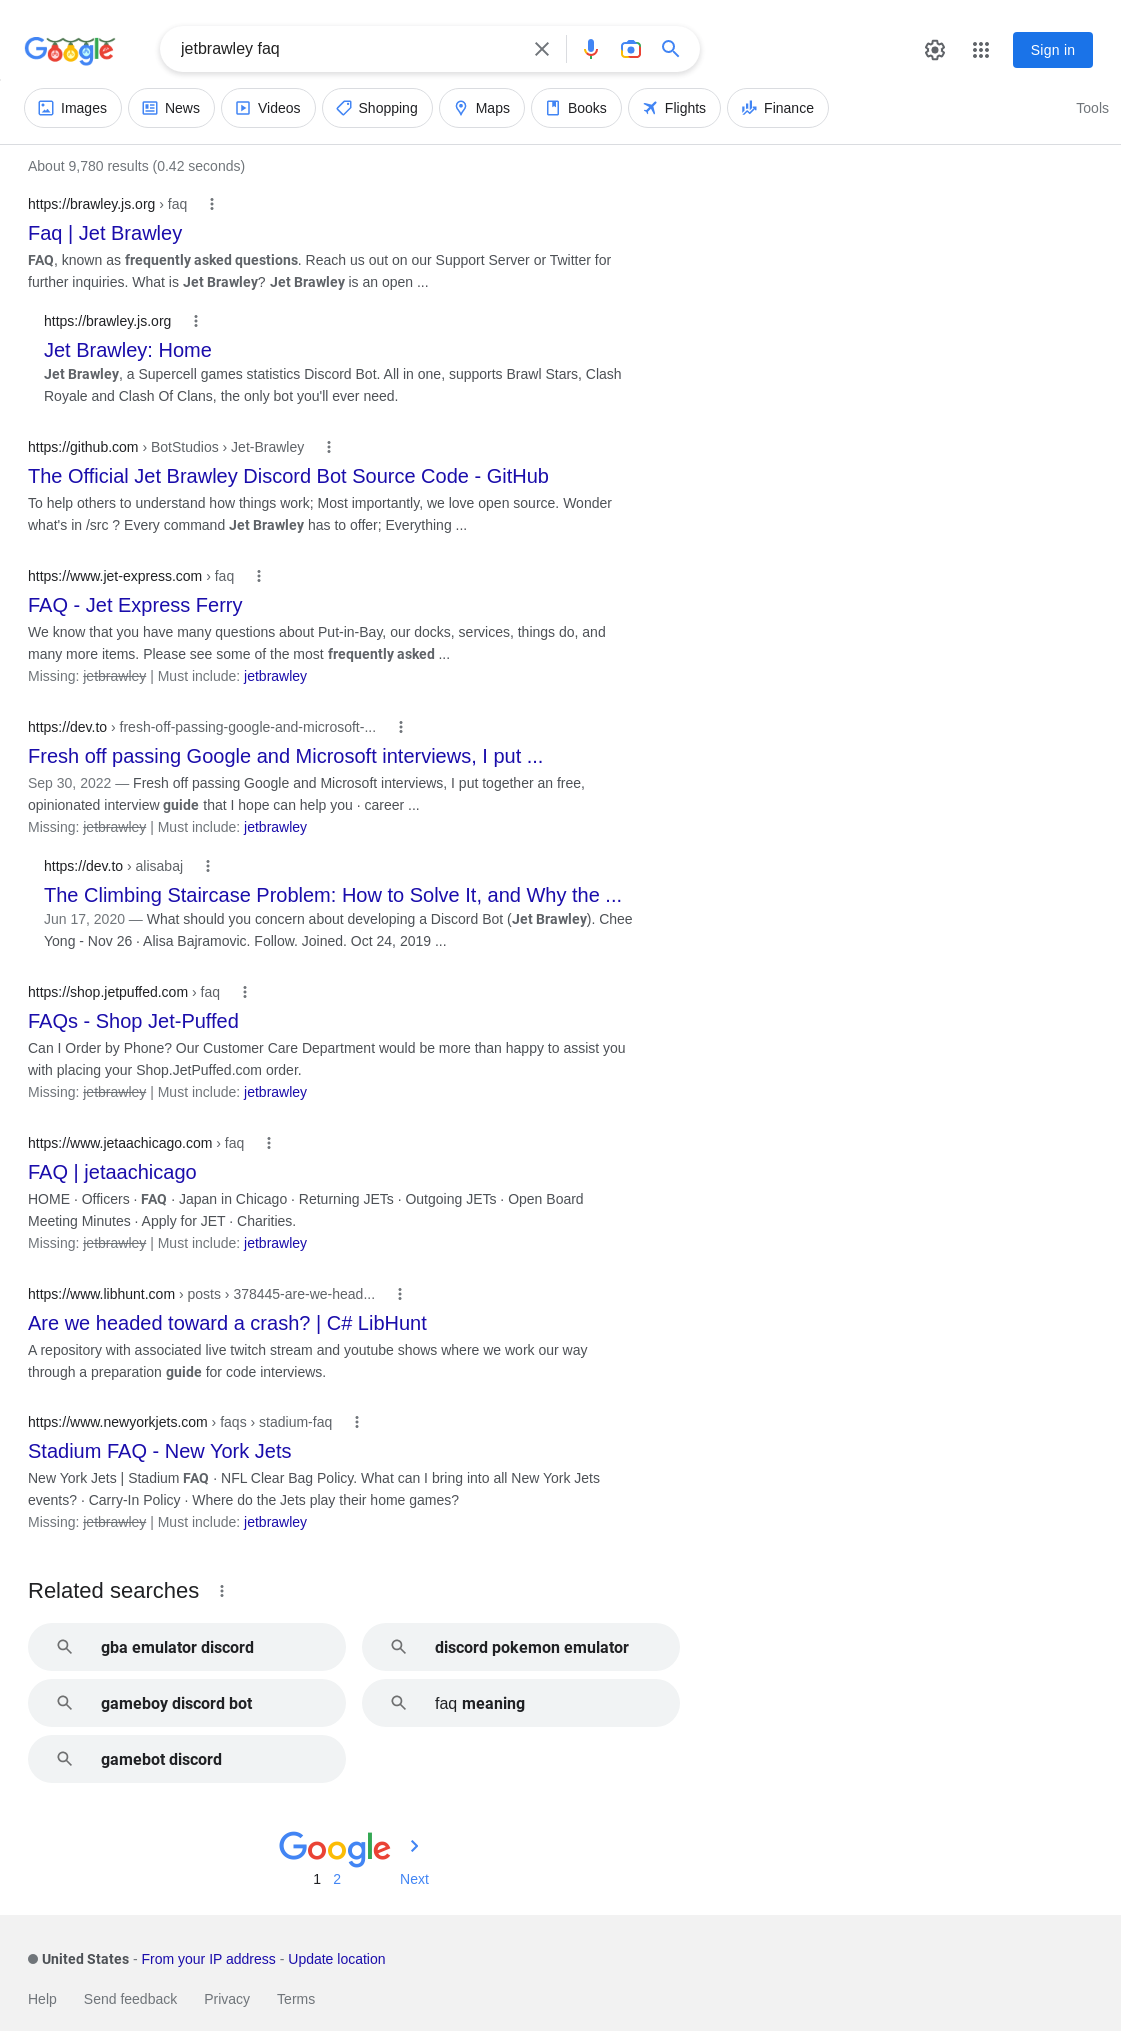 Google
jetbrawley faq
Sign in
Images
News
Videos
Shopping
Maps
Books
Flights
Finance
Tools
About 9,780 results (0.42 seconds)
https://brawley.js.org › faq
Faq | Jet Brawley
FAQ, known as frequently asked questions. Reach us out on our Support Server or Twitter for
further inquiries. What is Jet Brawley? Jet Brawley is an open ...
https://brawley.js.org
Jet Brawley: Home
Jet Brawley, a Supercell games statistics Discord Bot. All in one, supports Brawl Stars, Clash
Royale and Clash Of Clans, the only bot you'll ever need.
https://github.com › BotStudios › Jet-Brawley
The Official Jet Brawley Discord Bot Source Code - GitHub
To help others to understand how things work; Most importantly, we love open source. Wonder
what's in /src ? Every command Jet Brawley has to offer; Everything ...
https://www.jet-express.com › faq
FAQ - Jet Express Ferry
We know that you have many questions about Put-in-Bay, our docks, services, things do, and
many more items. Please see some of the most frequently asked ...
Missing: jetbrawley | Must include: jetbrawley
https://dev.to › fresh-off-passing-google-and-microsoft-...
Fresh off passing Google and Microsoft interviews, I put ...
Sep 30, 2022 — Fresh off passing Google and Microsoft interviews, I put together an free,
opinionated interview guide that I hope can help you · career ...
Missing: jetbrawley | Must include: jetbrawley
https://dev.to › alisabaj
The Climbing Staircase Problem: How to Solve It, and Why the ...
Jun 17, 2020 — What should you concern about developing a Discord Bot (Jet Brawley). Chee
Yong - Nov 26 · Alisa Bajramovic. Follow. Joined. Oct 24, 2019 ...
https://shop.jetpuffed.com › faq
FAQs - Shop Jet-Puffed
Can I Order by Phone? Our Customer Care Department would be more than happy to assist you
with placing your Shop.JetPuffed.com order.
Missing: jetbrawley | Must include: jetbrawley
https://www.jetaachicago.com › faq
FAQ | jetaachicago
HOME · Officers · FAQ · Japan in Chicago · Returning JETs · Outgoing JETs · Open Board
Meeting Minutes · Apply for JET · Charities.
Missing: jetbrawley | Must include: jetbrawley
https://www.libhunt.com › posts › 378445-are-we-head...
Are we headed toward a crash? | C# LibHunt
A repository with associated live twitch stream and youtube shows where we work our way
through a preparation guide for code interviews.
https://www.newyorkjets.com › faqs › stadium-faq
Stadium FAQ - New York Jets
New York Jets | Stadium FAQ · NFL Clear Bag Policy. What can I bring into all New York Jets
events? · Carry-In Policy · Where do the Jets play their home games?
Missing: jetbrawley | Must include: jetbrawley
Related searches
gba emulator discord
discord pokemon emulator
gameboy discord bot
faq meaning
gamebot discord
Google
1 2 Next
United States - From your IP address - Update location
Help Send feedback Privacy Terms